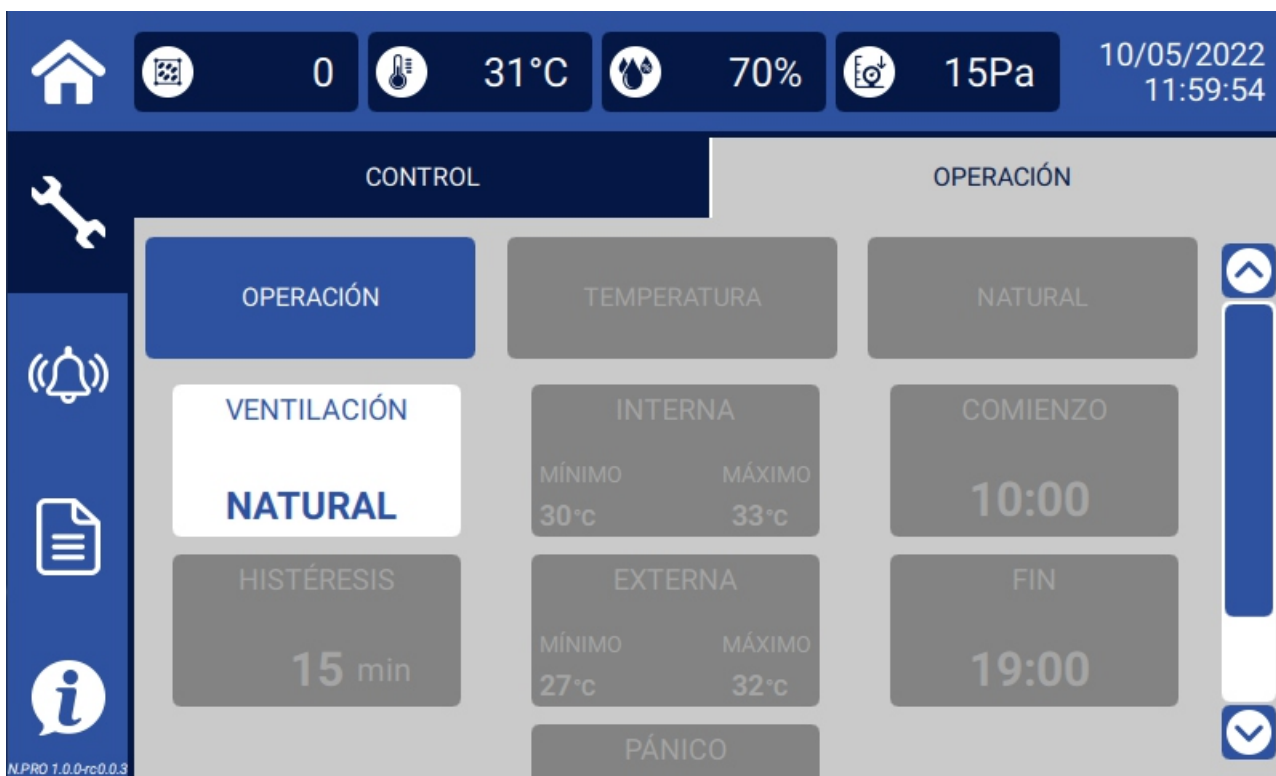 0
31°C
70%
15Pa
10/05/2022
11:59:54
CONTROL
OPERACIÓN
OPERACIÓN
TEMPERATURA
NATURAL
VENTILACIÓN
NATURAL
INTERNA
MÍNIMO MÁXIMO
30°C 33°C
COMIENZO
10:00
HISTÉRESIS
15 min
EXTERNA
MÍNIMO MÁXIMO
27°C 32°C
FIN
19:00
PÁNICO
N.PRO 1.0.0-rc0.0.3